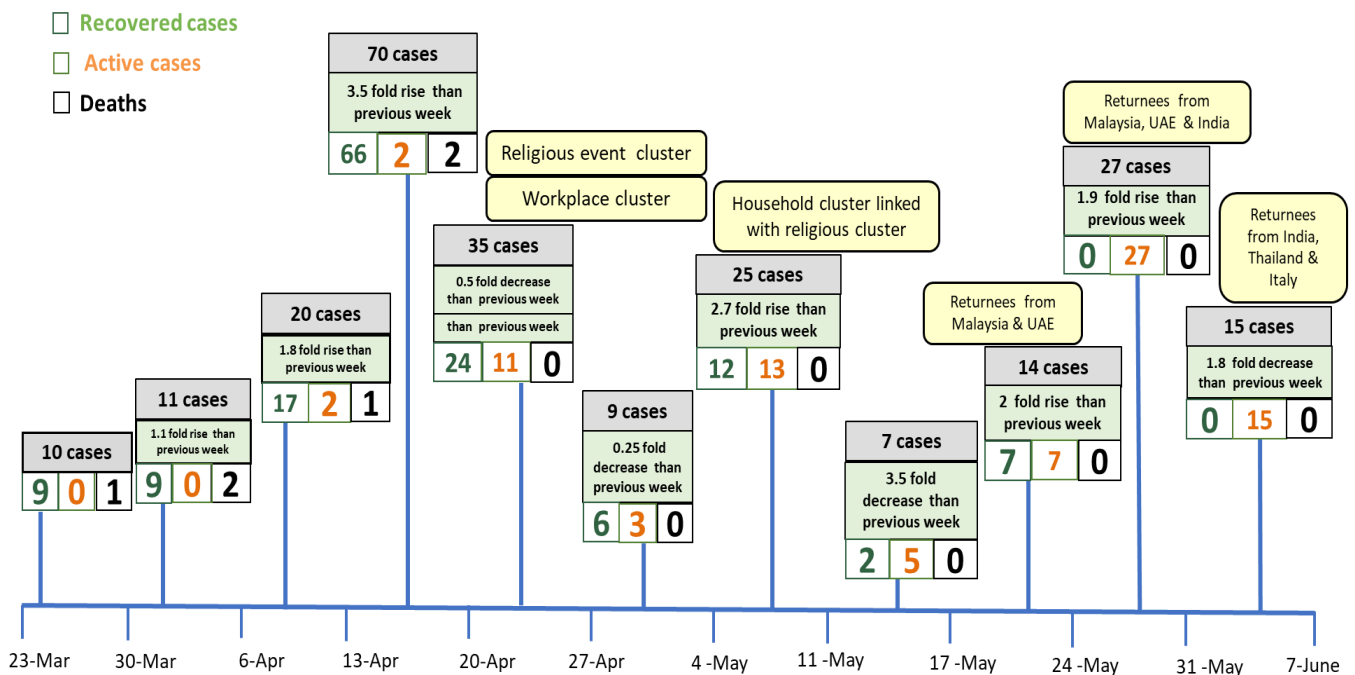 Recovered cases
Active cases
Deaths
10 cases
9 0 1
11 cases
1.1 fold rise than
previous week
9 0 2
20 cases
1.8 fold rise than
previous week
17 2 1
70 cases
3.5 fold rise than
previous week
66 2 2
Religious event cluster
Workplace cluster
35 cases
0.5 fold decrease
than previous week
than previous week
24 11 0
9 cases
0.25 fold
decrease than
previous week
6 3 0
Household cluster linked
with religious cluster
25 cases
2.7 fold rise than
previous week
12 13 0
7 cases
3.5 fold
decrease than
previous week
2 5 0
Returnees from
Malaysia & UAE
14 cases
2 fold rise than
previous week
7 7 0
Returnees from
Malaysia, UAE & India
27 cases
1.9 fold rise than
previous week
0 27 0
Returnees
from India,
Thailand &
Italy
15 cases
1.8 fold decrease
than previous week
0 15 0
23-Mar 30-Mar 6-Apr 13-Apr 20-Apr 27-Apr 4 -May 11 -May 17 -May 24 -May 31 -May 7-June